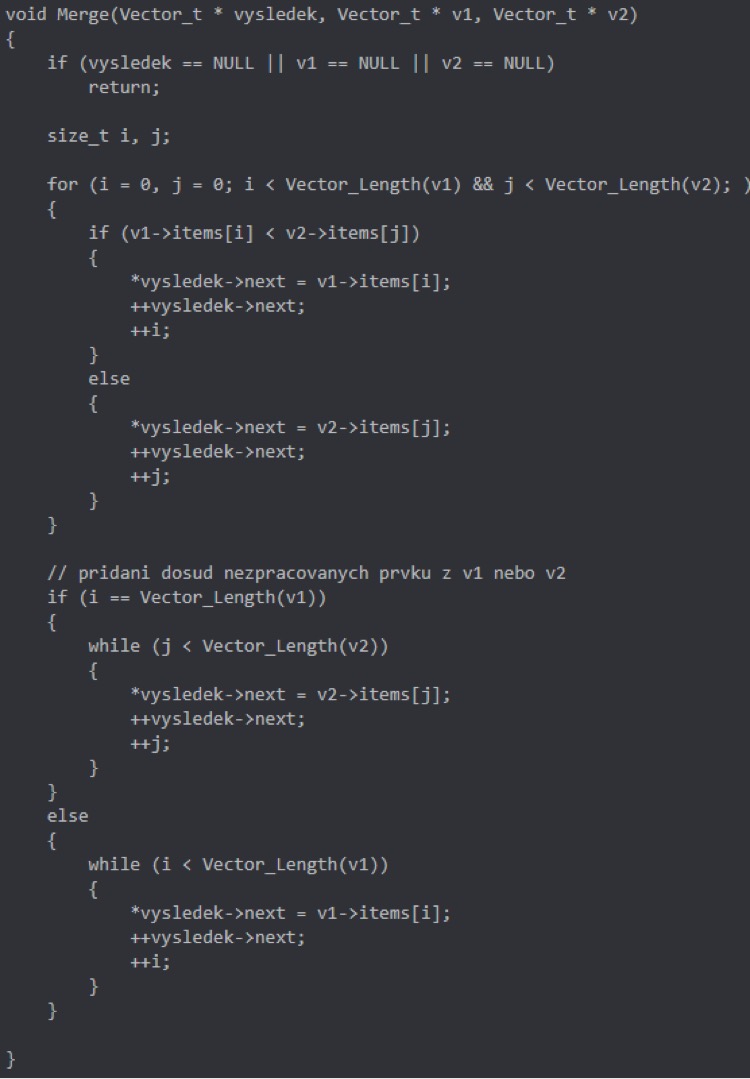 void Merge(Vector_t * vysledek, Vector_t * v1, Vector_t * v2)
{
    if (vysledek == NULL || v1 == NULL || v2 == NULL)
        return;

    size_t i, j;

    for (i = 0, j = 0; i < Vector_Length(v1) && j < Vector_Length(v2); )
    {
        if (v1->items[i] < v2->items[j])
        {
            *vysledek->next = v1->items[i];
            ++vysledek->next;
            ++i;
        }
        else
        {
            *vysledek->next = v2->items[j];
            ++vysledek->next;
            ++j;
        }
    }

    // pridani dosud nezpracovanych prvku z v1 nebo v2
    if (i == Vector_Length(v1))
    {
        while (j < Vector_Length(v2))
        {
            *vysledek->next = v2->items[j];
            ++vysledek->next;
            ++j;
        }
    }
    else
    {
        while (i < Vector_Length(v1))
        {
            *vysledek->next = v1->items[i];
            ++vysledek->next;
            ++i;
        }
    }

}